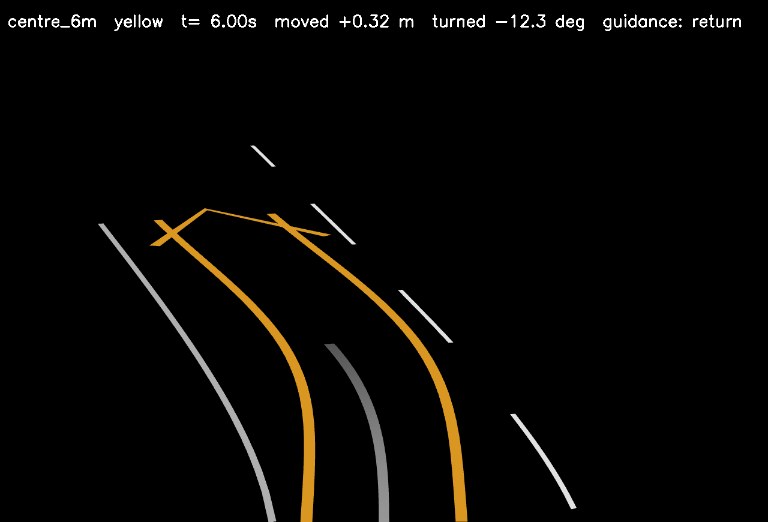 centre_6m yellow t= 6.00s moved +0.32 m turned −12.3 deg guidance: return